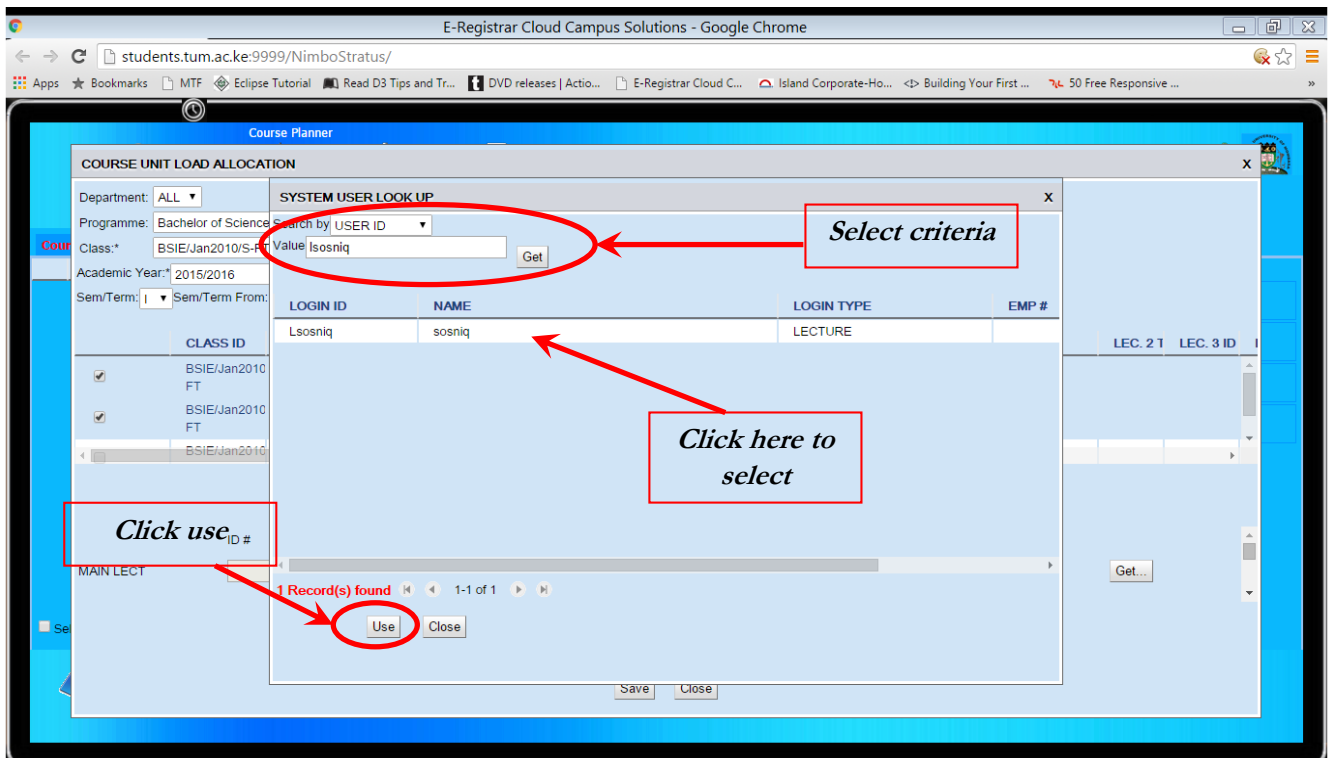 E-Registrar Cloud Campus Solutions - Google Chrome
students.tum.ac.ke:9999/NimboStratus/
Apps Bookmarks MTF Eclipse Tutorial Read D3 Tips and Tr... DVD releases | Actio... E-Registrar Cloud C... Island Corporate-Ho... Building Your First ... 50 Free Responsive ... »
Course Planner
COURSE UNIT LOAD ALLOCATION x
Department: ALL
SYSTEM USER LOOK UP x
Programme: Bachelor of Science
Search by USER ID
Select criteria
Cour
Class:* BSIE/Jan2010/S-FT
Value lsosniq
Get
Academic Year:* 2015/2016
Sem/Term: I Sem/Term From:
LOGIN ID NAME LOGIN TYPE EMP #
Lsosniq sosniq LECTURE
CLASS ID LEC. 2 T LEC. 3 ID
BSIE/Jan2010
FT
BSIE/Jan2010
FT
BSIE/Jan2010
Click here to
select
Click use
ID #
MAIN LECT
Get...
1 Record(s) found 1-1 of 1
Use Close
Sel
Save Close